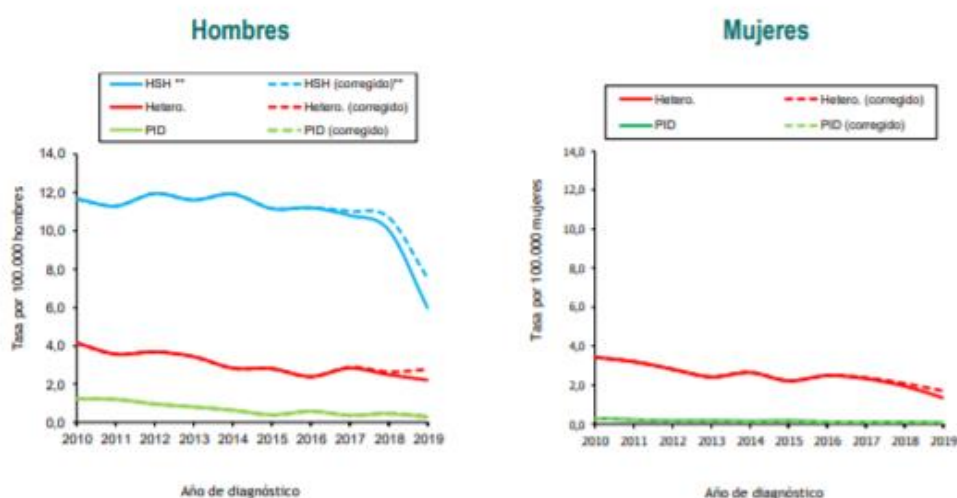 Hombres
HSH ** HSH (corregido)**
Hetero. Hetero. (corregido)
PID PID (corregido)
Tasa por 100.000 hombres
14,0
12,0
10,0
8,0
6,0
4,0
2,0
0,0
2010 2011 2012 2013 2014 2015 2016 2017 2018 2019
Año de diagnóstico
Mujeres
Hetero. Hetero. (corregido)
PID PID (corregido)
Tasa por 100.000 mujeres
14,0
12,0
10,0
8,0
6,0
4,0
2,0
0,0
2010 2011 2012 2013 2014 2015 2016 2017 2018 2019
Año de diagnóstico